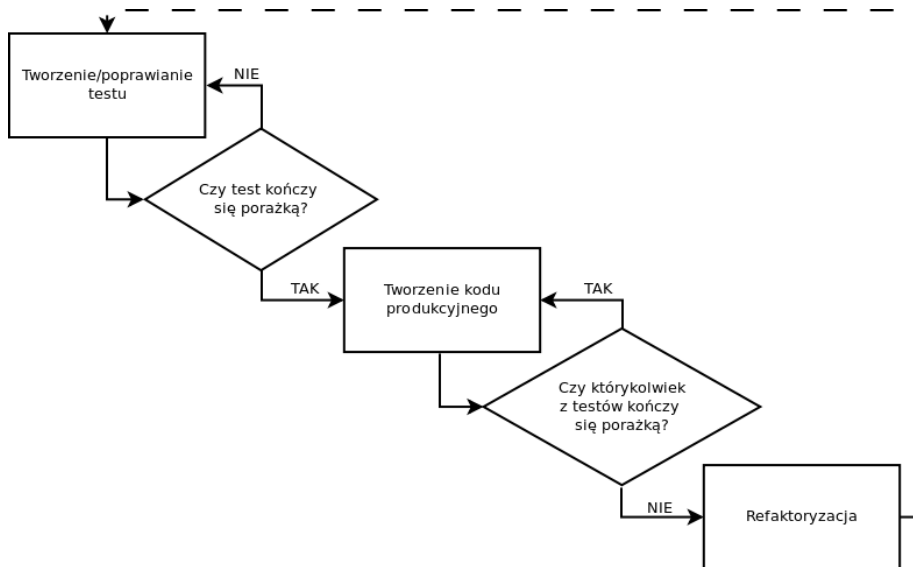 Tworzenie/poprawianie
testu
NIE
Czy test kończy
się porażką?
TAK
Tworzenie kodu
produkcyjnego
TAK
Czy którykolwiek
z testów kończy
się porażką?
NIE
Refaktoryzacja